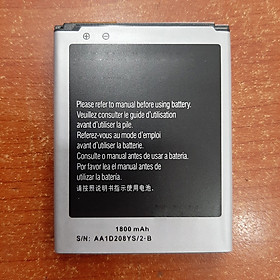 Please refer to manual before using battery.
Veuillez consulter le guide d'utilisation
avant d'utiliser la pile.
Referez-vous au mode d'emploi
avant d'utiliser la batterie.
Consulte o manual antes de usar a bateria.
Por favor lea el manual antes de
utilizar la batería.
请按照说明书指示使用电池.
1800 mAh
S/N: AA1D208YS/2-B